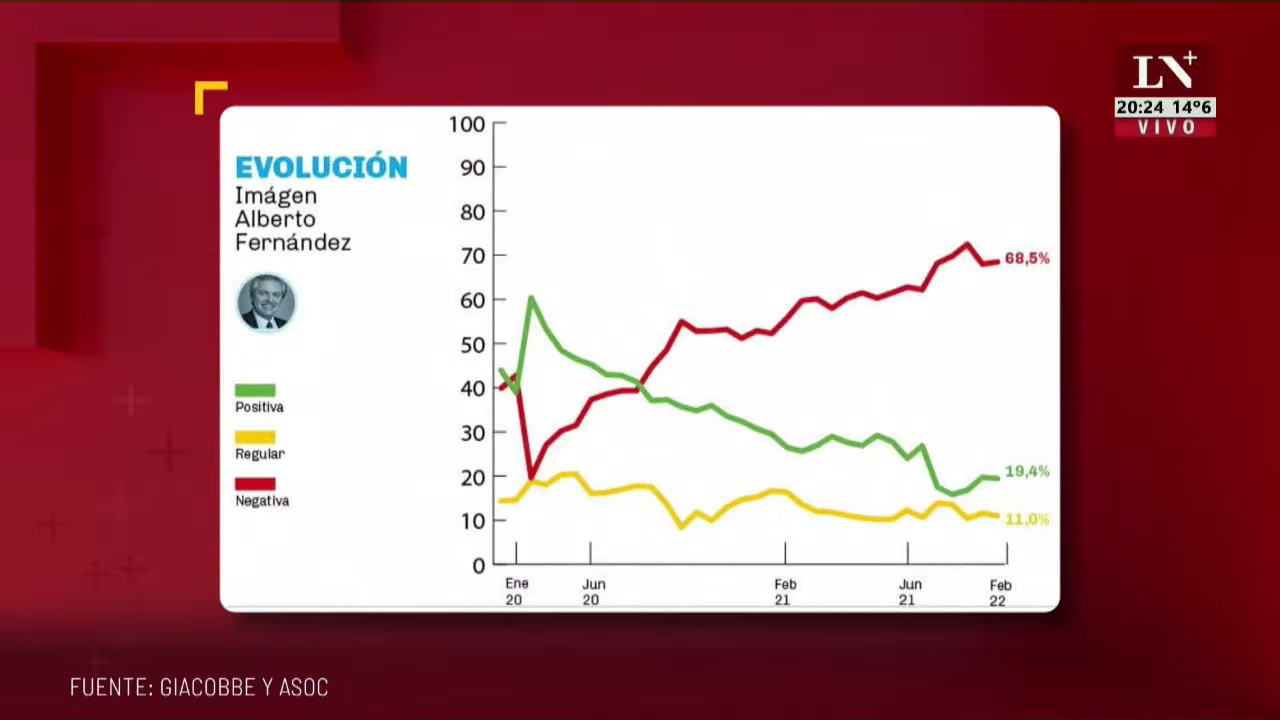 LN+
20:24 14°6
VIVO
EVOLUCIÓN
Imágen
Alberto
Fernández
Positiva
Regular
Negativa
100
90
80
70
60
50
40
30
20
10
0
68,5%
19,4%
11,0%
Ene
20
Jun
20
Feb
21
Jun
21
Feb
22
FUENTE: GIACOBBE Y ASOC